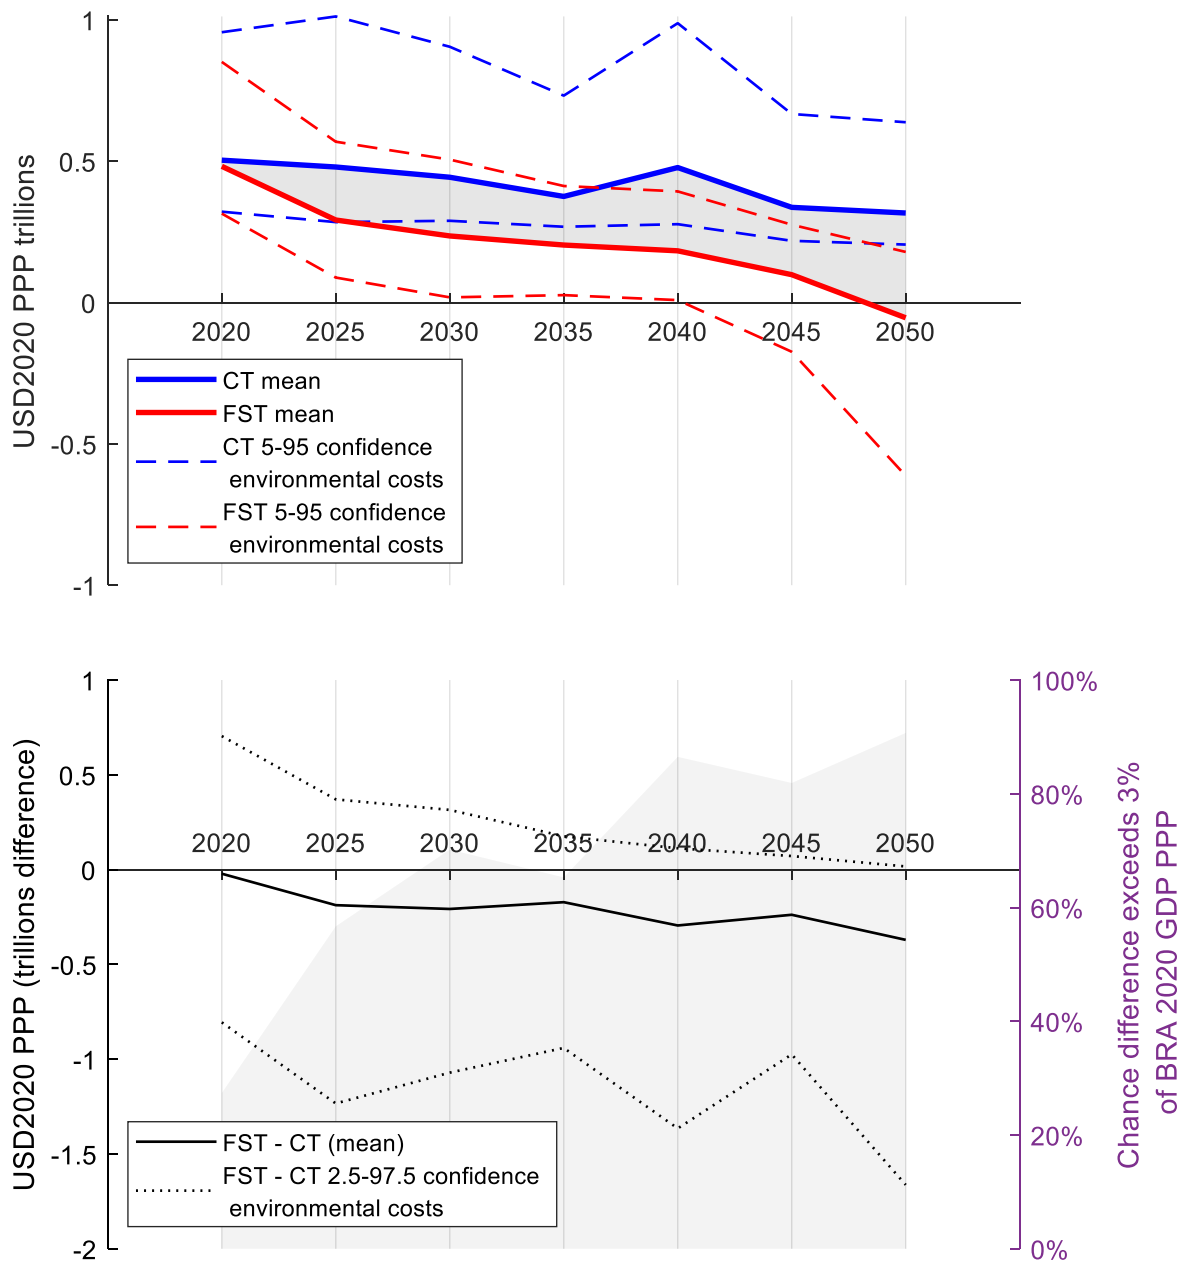 1
0.5
0
-0.5
-1
USD2020 PPP trillions
2020 2025 2030 2035 2040 2045 2050
CT mean
FST mean
CT 5-95 confidence
environmental costs
FST 5-95 confidence
environmental costs
1
0.5
0
-0.5
-1
-1.5
-2
USD2020 PPP (trillions difference)
2020 2025 2030 2035 2040 2045 2050
FST - CT (mean)
FST - CT 2.5-97.5 confidence
environmental costs
100%
80%
60%
40%
20%
0%
Chance difference exceeds 3%
of BRA 2020 GDP PPP